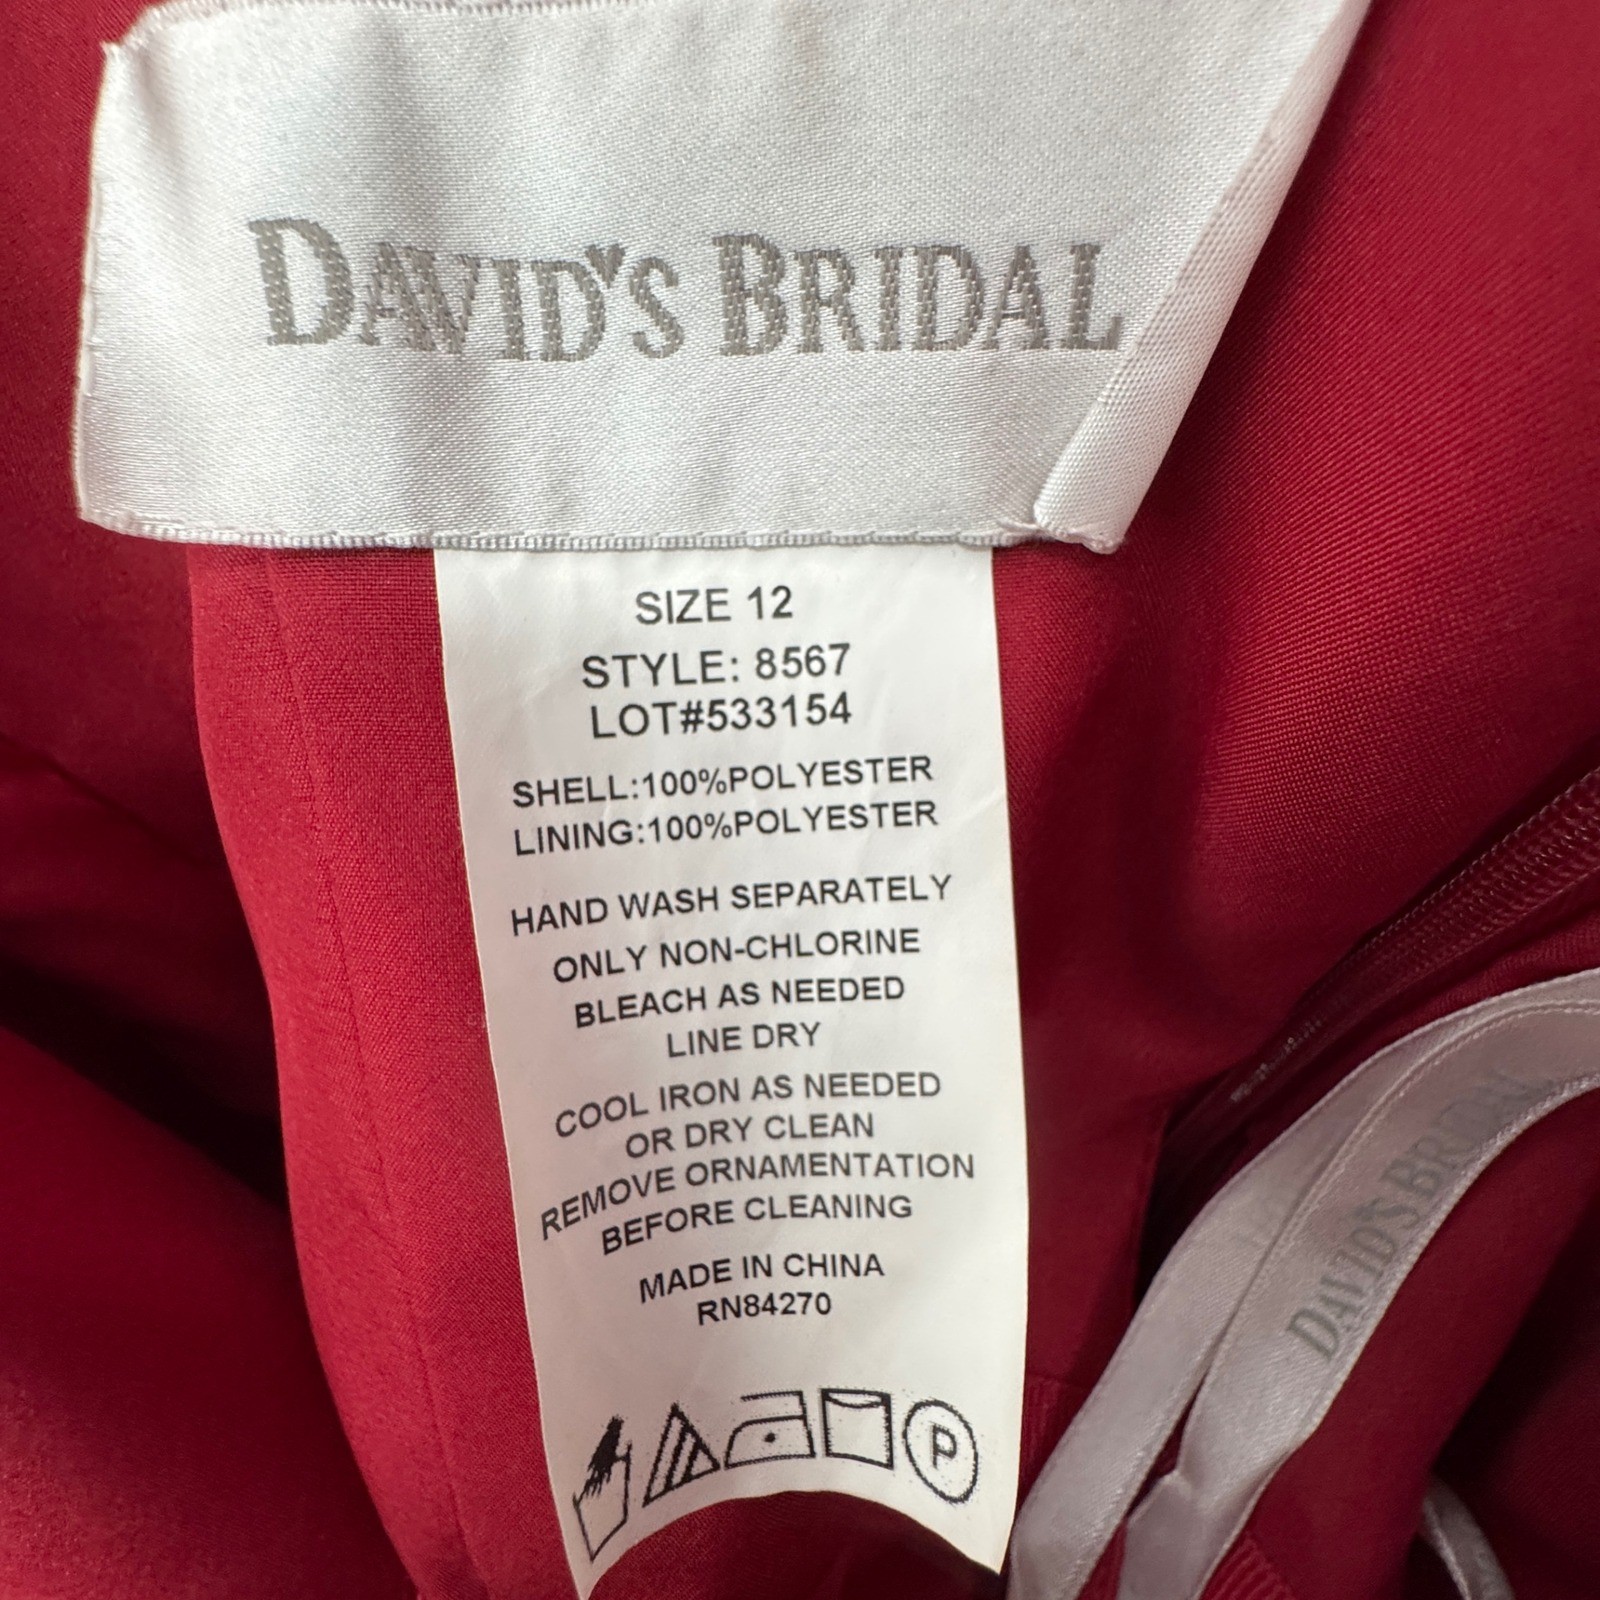 DAVID'S BRIDAL
SIZE 12
STYLE: 8567
LOT#533154
SHELL:100%POLYESTER
LINING:100%POLYESTER
HAND WASH SEPARATELY
ONLY NON-CHLORINE
BLEACH AS NEEDED
LINE DRY
COOL IRON AS NEEDED
OR DRY CLEAN
REMOVE ORNAMENTATION
BEFORE CLEANING
MADE IN CHINA
RN84270
P
DAVID'S BRIDAL